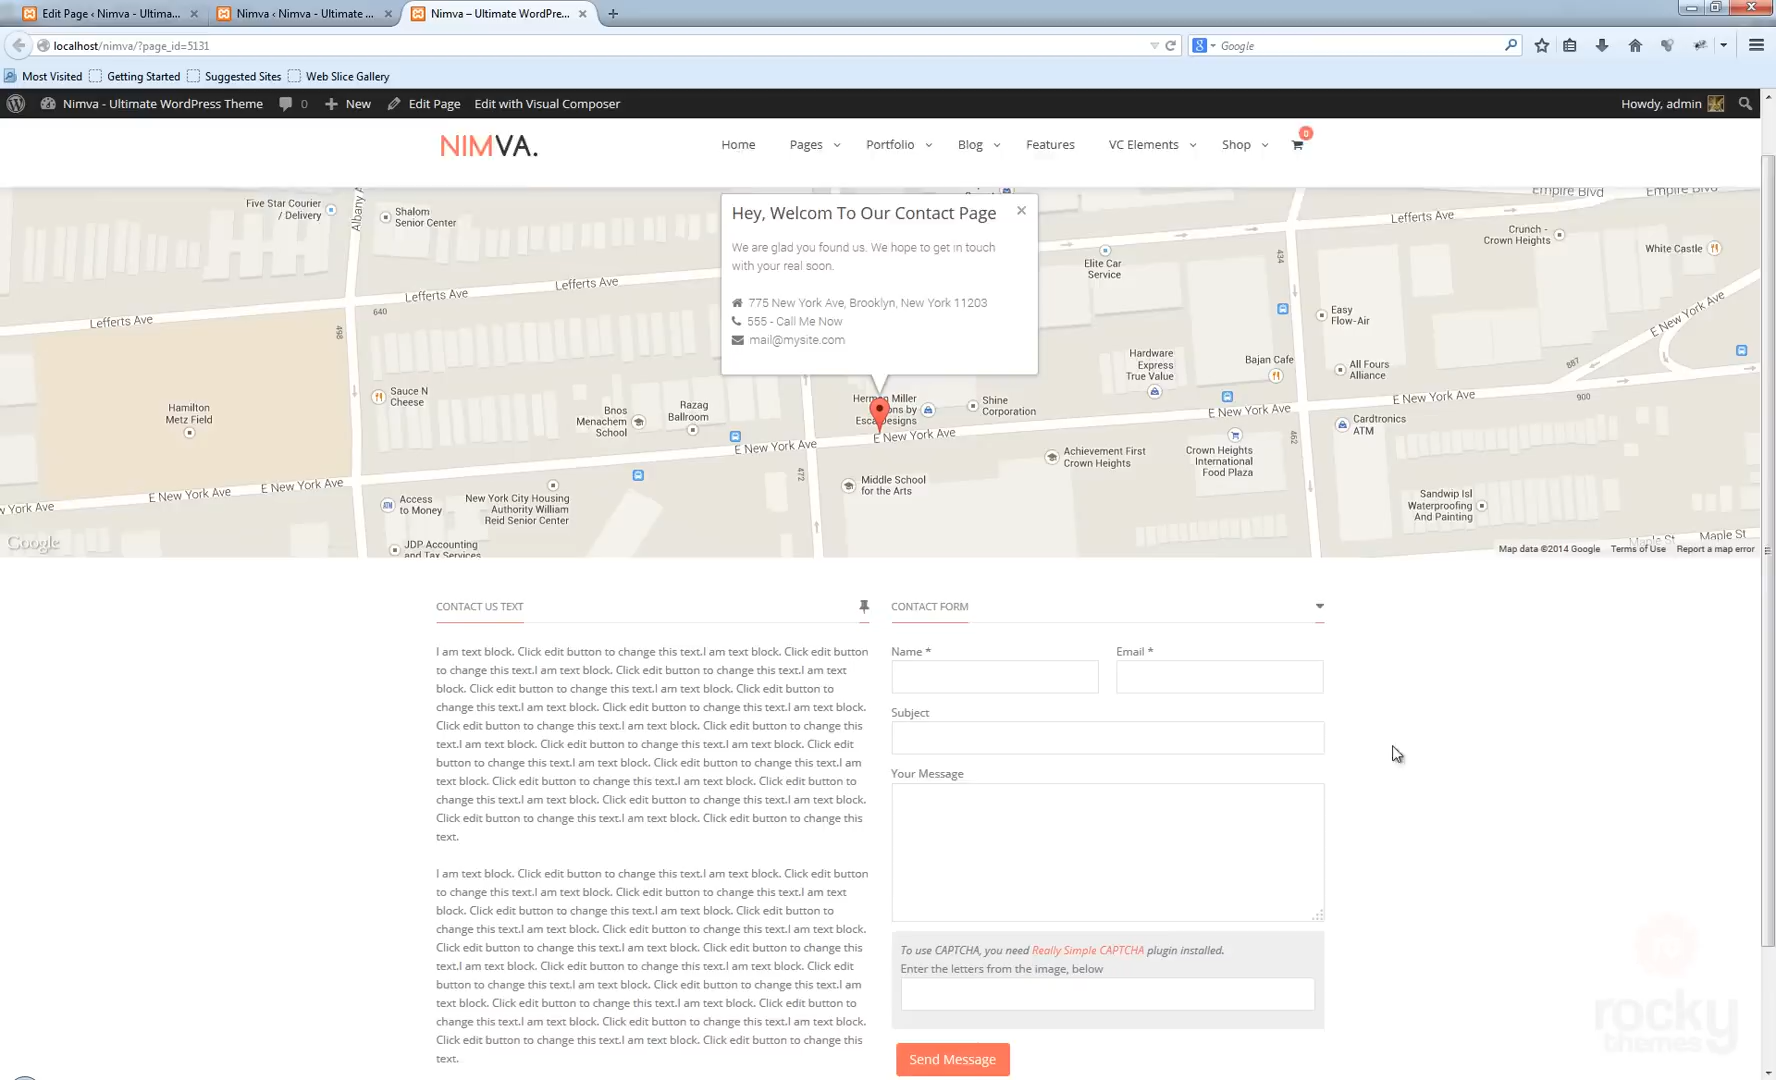 Edit Page ‹ Nimva - Ultima...
Nimva ‹ Nimva - Ultimate ...
Nimva – Ultimate WordPre...
localhost/nimva/?page_id=5131
Google
Most Visited
Getting Started
Suggested Sites
Web Slice Gallery
Nimva - Ultimate WordPress Theme
0
New
Edit Page
Edit with Visual Composer
Howdy, admin
NIMVA.
Home
Pages
Portfolio
Blog
Features
VC Elements
Shop
0
Hey, Welcom To Our Contact Page
We are glad you found us. We hope to get in touch
with your real soon.
775 New York Ave, Brooklyn, New York 11203
555 - Call Me Now
mail@mysite.com
Five Star Courier
/ Delivery
Albany A
Shalom
Senior Center
Empire Blvd
Empire Blvd
Lefferts Ave
Crunch -
Crown Heights
White Castle
Elite Car
Service
434
Lefferts Ave
Lefferts Ave
Lefferts Ave
640
498
Easy
Flow-Air
E New York Ave
Hardware
Express
True Value
Bajan Cafe
All Fours
Alliance
887
Sauce N
Cheese
Hamilton
Metz Field
Bnos
Menachem
School
Razag
Ballroom
Herman Miller
ons by
Esca Designs
Shine
Corporation
E New York Ave
E New York Ave
900
Cardtronics
ATM
E New York Ave
E New York Ave
Achievement First
Crown Heights
Crown Heights
International
Food Plaza
462
472
Middle School
for the Arts
E New York Ave
E New York Ave
w York Ave
Access
to Money
New York City Housing
Authority William
Reid Senior Center
Sandwip Isl
Waterproofing
And Painting
JDP Accounting
and Tax Services
Maple St
Maple St
Google
Map data ©2014 Google
Terms of Use
Report a map error
CONTACT US TEXT
I am text block. Click edit button to change this text.I am text block. Click edit button
to change this text.I am text block. Click edit button to change this text.I am text
block. Click edit button to change this text.I am text block. Click edit button to
change this text.I am text block. Click edit button to change this text.I am text block.
Click edit button to change this text.I am text block. Click edit button to change this
text.I am text block. Click edit button to change this text.I am text block. Click edit
button to change this text.I am text block. Click edit button to change this text.I am
text block. Click edit button to change this text.I am text block. Click edit button to
change this text.I am text block. Click edit button to change this text.I am text block.
Click edit button to change this text.I am text block. Click edit button to change this
text.
I am text block. Click edit button to change this text.I am text block. Click edit button
to change this text.I am text block. Click edit button to change this text.I am text
block. Click edit button to change this text.I am text block. Click edit button to
change this text.I am text block. Click edit button to change this text.I am text block.
Click edit button to change this text.I am text block. Click edit button to change this
text.I am text block. Click edit button to change this text.I am text block. Click edit
button to change this text.I am text block. Click edit button to change this text.I am
text block. Click edit button to change this text.I am text block. Click edit button to
change this text.I am text block. Click edit button to change this text.I am text block.
Click edit button to change this text.I am text block. Click edit button to change this
text.
CONTACT FORM
Name *
Email *
Subject
Your Message
To use CAPTCHA, you need Really Simple CAPTCHA plugin installed.
Enter the letters from the image, below
Send Message
rocky
themes